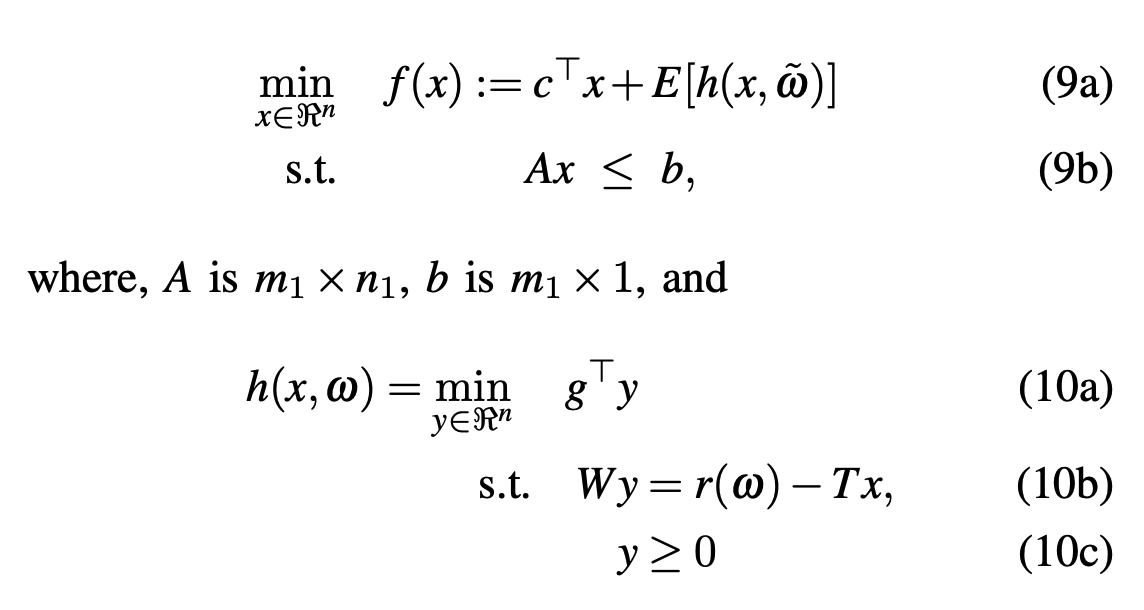 min x∈ℜⁿ f(x) := c⊤x + E[h(x, ω̃)] (9a)
s.t. Ax ≤ b, (9b)
where, A is m₁ × n₁, b is m₁ × 1, and
h(x, ω) = min y∈ℜⁿ g⊤y (10a)
s.t. Wy = r(ω) − Tx, (10b)
y ≥ 0 (10c)